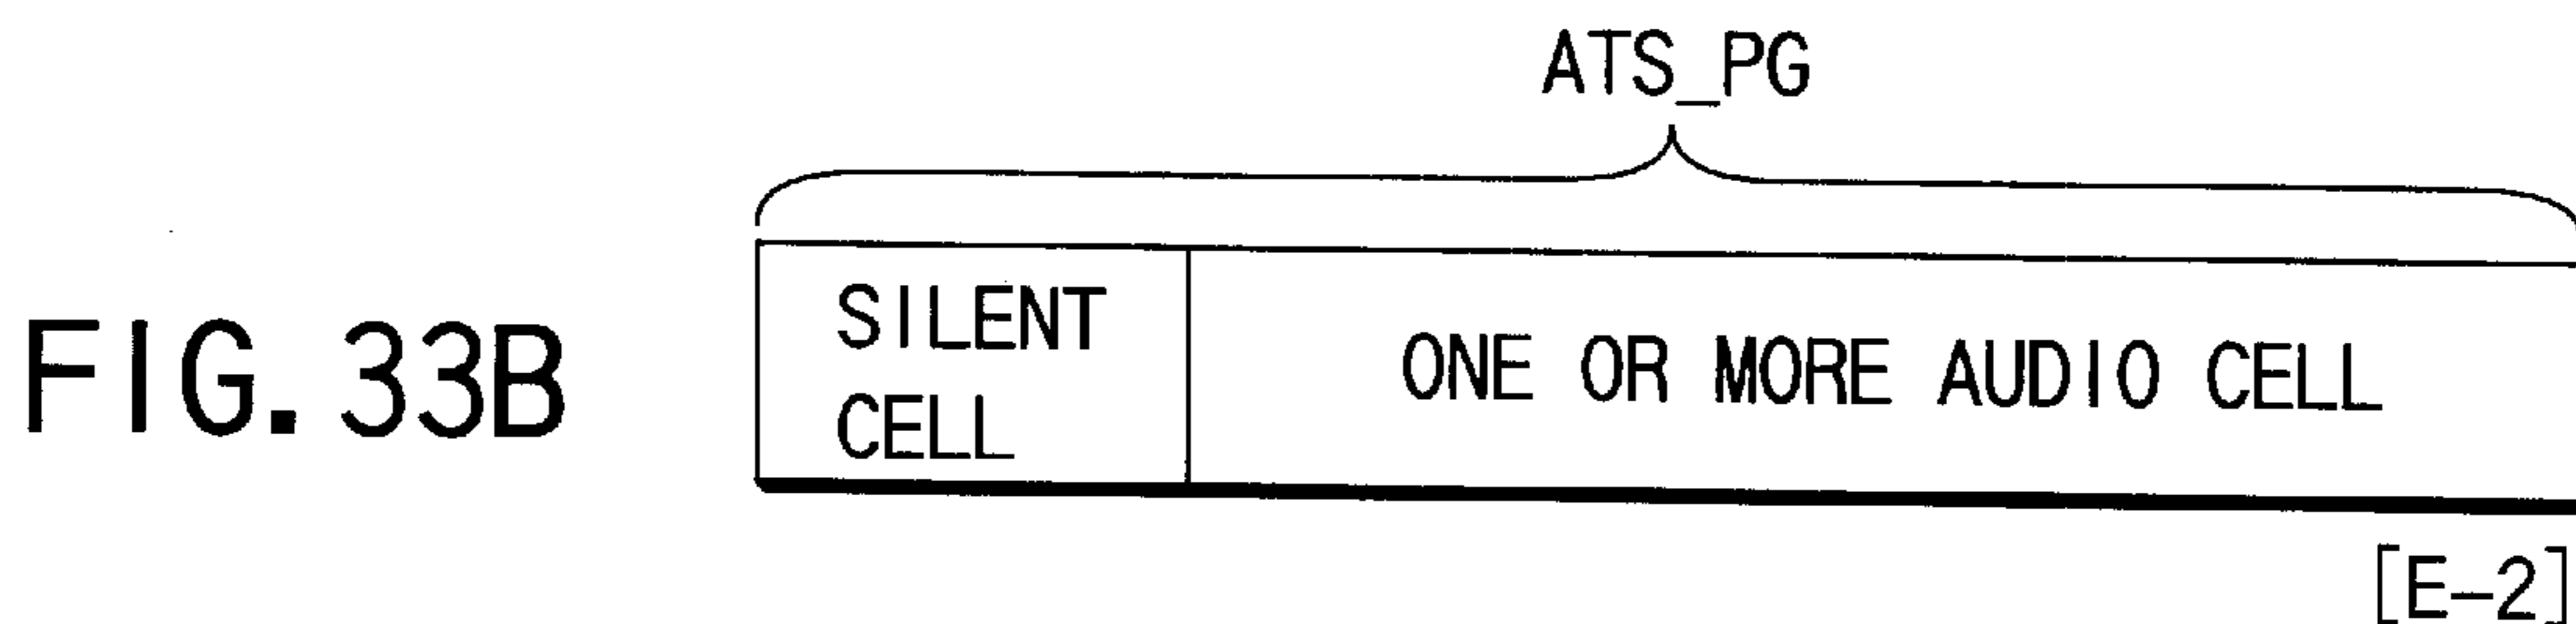 ATS_PG
FIG. 33B
SILENT
CELL
ONE OR MORE AUDIO CELL
[E-2]